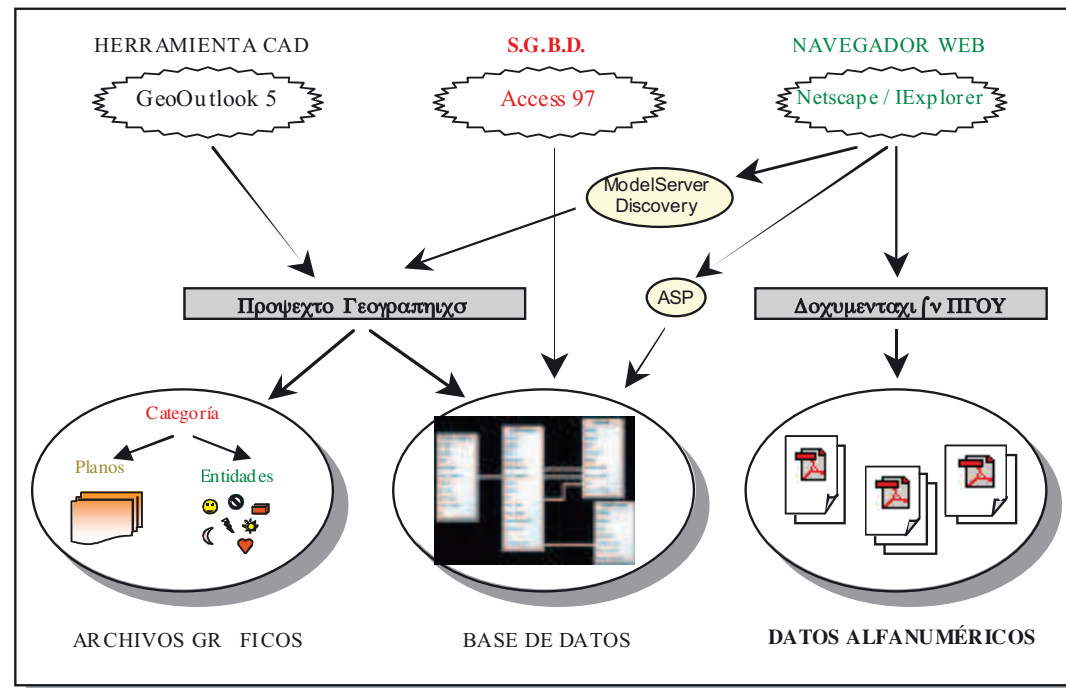 HERRAMIENTA CAD
S.G.B.D.
NAVEGADOR WEB
GeoOutlook 5
Access 97
Netscape / IExplorer
ModelServer
Discovery
ASP
Προψεχτο Γεογραπηιχσ
Δοχυμενταχι∫ν ΠΓΟΥ
Categoría
Planos
Entidades
ARCHIVOS GR FICOS
BASE DE DATOS
DATOS ALFANUMÉRICOS